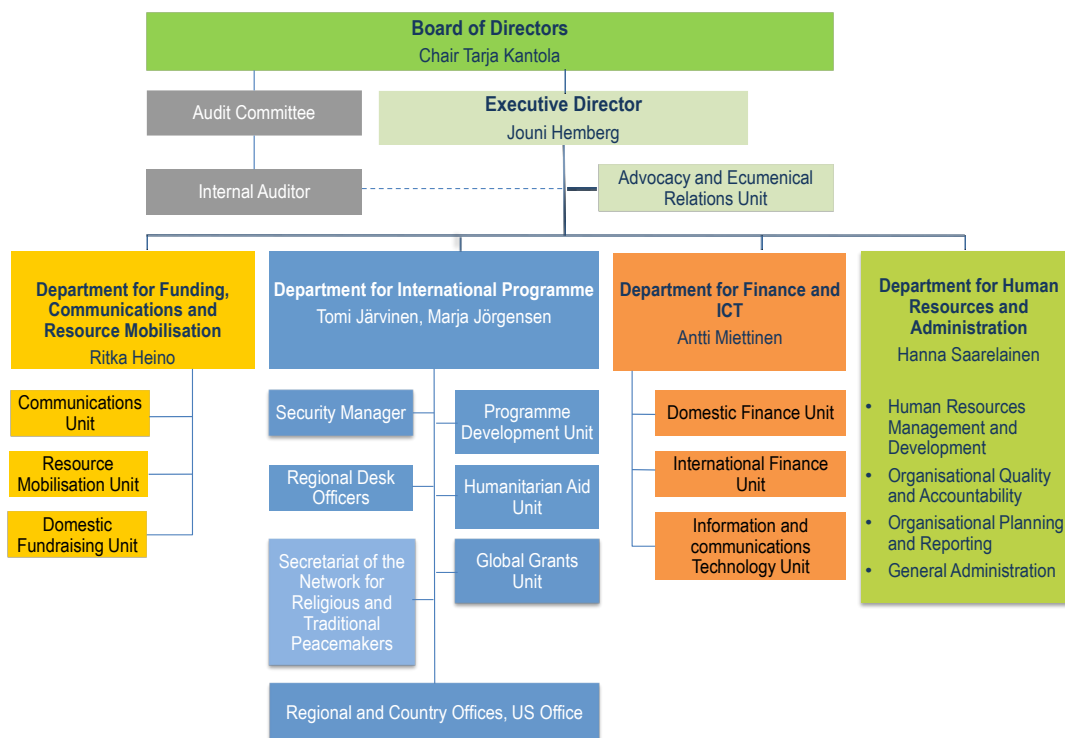 Board of Directors
Chair Tarja Kantola
Audit Committee
Executive Director
Jouni Hemberg
Internal Auditor
Advocacy and Ecumenical
Relations Unit
Department for Funding,
Communications and
Resource Mobilisation
Ritka Heino
Communications
Unit
Resource
Mobilisation Unit
Domestic
Fundraising Unit
Department for International Programme
Tomi Järvinen, Marja Jörgensen
Security Manager
Programme
Development Unit
Regional Desk
Officers
Humanitarian Aid
Unit
Secretariat of the
Network for
Religious and
Traditional
Peacemakers
Global Grants
Unit
Regional and Country Offices, US Office
Department for Finance and
ICT
Antti Miettinen
Domestic Finance Unit
International Finance
Unit
Information and
communications
Technology Unit
Department for Human
Resources and
Administration
Hanna Saarelainen
• Human Resources
Management and
Development
• Organisational Quality
and Accountability
• Organisational Planning
and Reporting
• General Administration